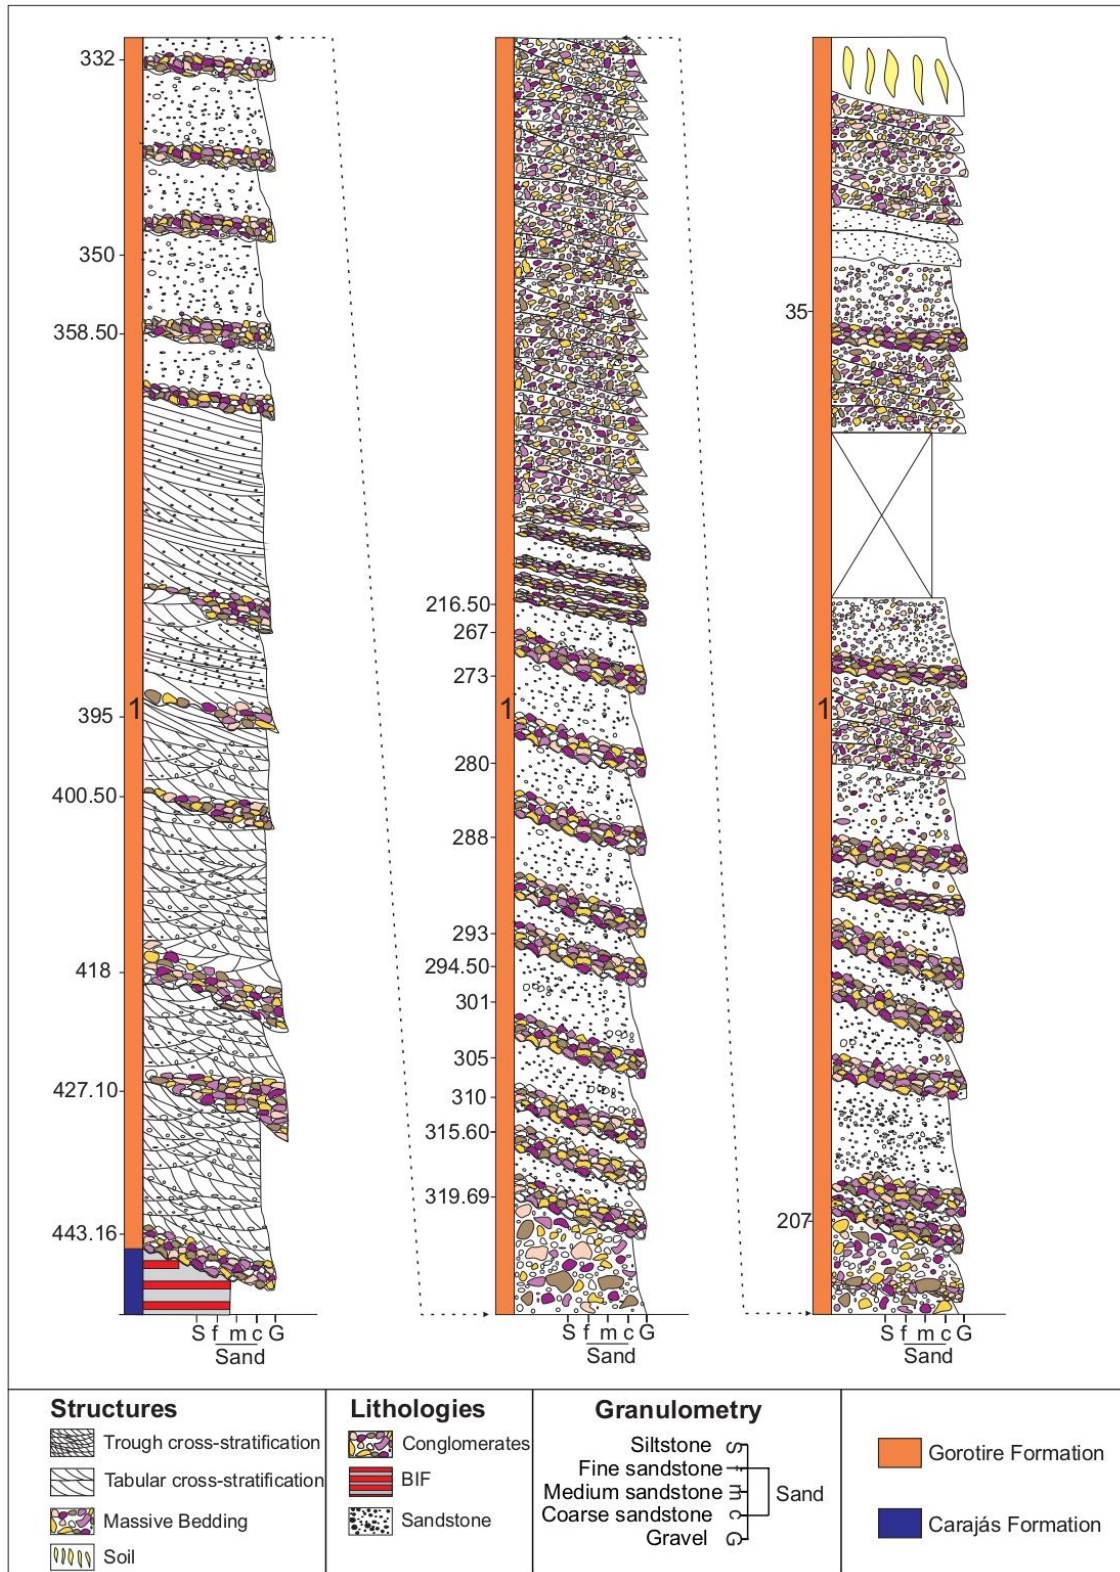 332
350
358.50
395
400.50
418
427.10
443.16
1
S f m c G
Sand
216.50
267
273
280
288
293
294.50
301
305
310
315.60
319.69
1
S f m c G
Sand
35
207
1
S f m c G
Sand
Structures
Trough cross-stratification
Tabular cross-stratification
Massive Bedding
Soil
Lithologies
Conglomerates
BIF
Sandstone
Granulometry
Siltstone S
Fine sandstone f
Medium sandstone m
Coarse sandstone c
Gravel G
Sand
Gorotire Formation
Carajás Formation